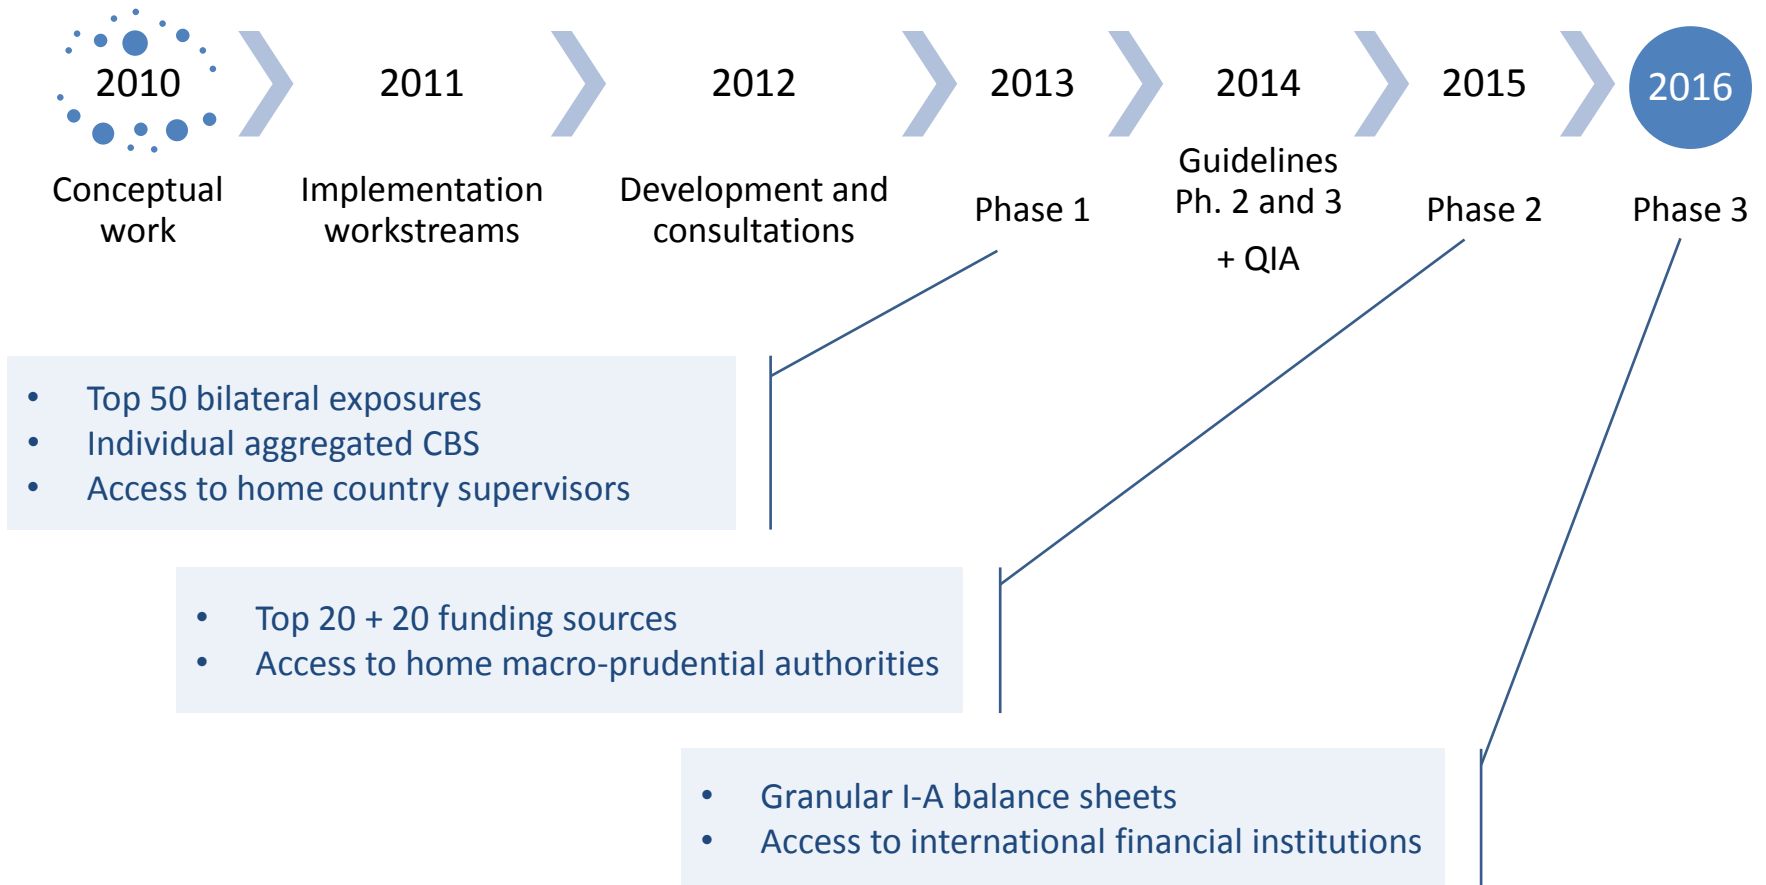 2010
2011
2012
2013
2014
2015
2016
Conceptual
work
Implementation
workstreams
Development and
consultations
Phase 1
Guidelines
Ph. 2 and 3
+ QIA
Phase 2
Phase 3
• Top 50 bilateral exposures
• Individual aggregated CBS
• Access to home country supervisors
• Top 20 + 20 funding sources
• Access to home macro-prudential authorities
• Granular I-A balance sheets
• Access to international financial institutions